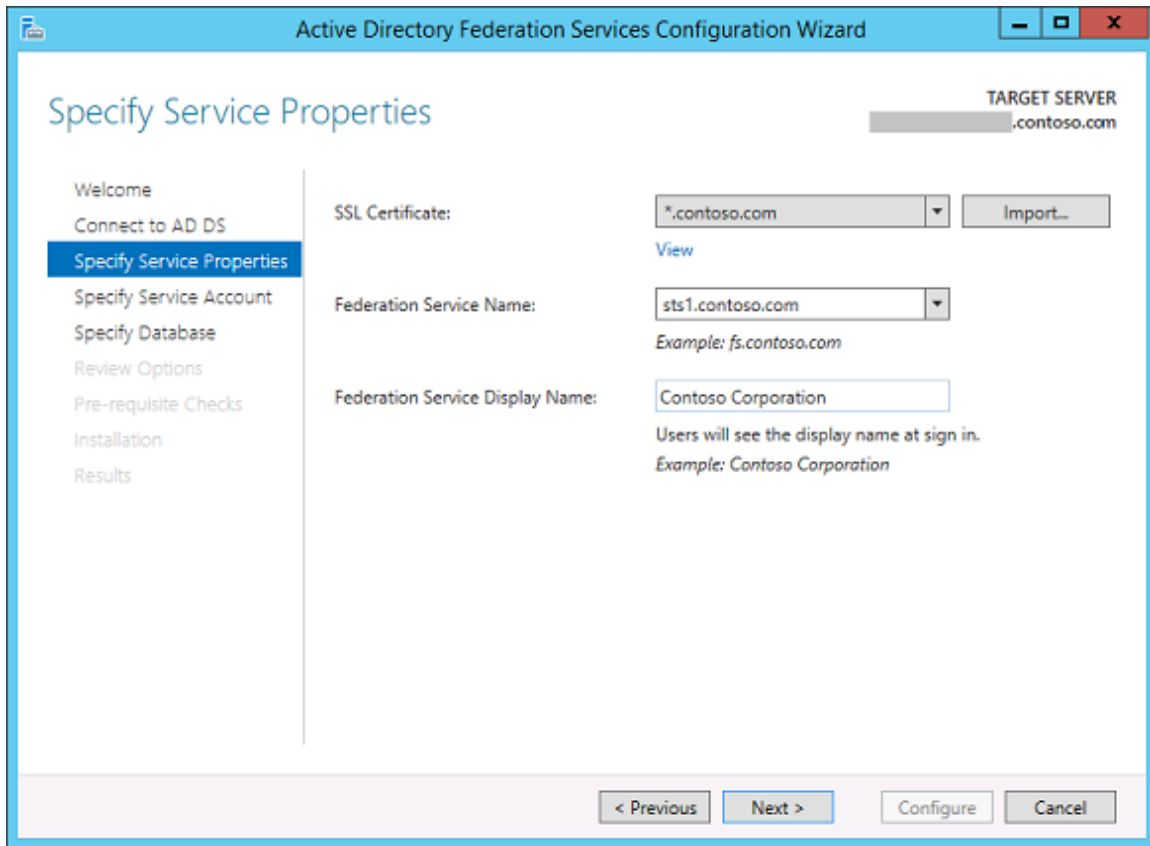 Active Directory Federation Services Configuration Wizard
Specify Service Properties
TARGET SERVER
.contoso.com
Welcome
Connect to AD DS
Specify Service Properties
Specify Service Account
Specify Database
Review Options
Pre-requisite Checks
Installation
Results
SSL Certificate:
*.contoso.com
Import...
View
Federation Service Name:
sts1.contoso.com
Example: fs.contoso.com
Federation Service Display Name:
Contoso Corporation
Users will see the display name at sign in.
Example: Contoso Corporation
< Previous
Next >
Configure
Cancel